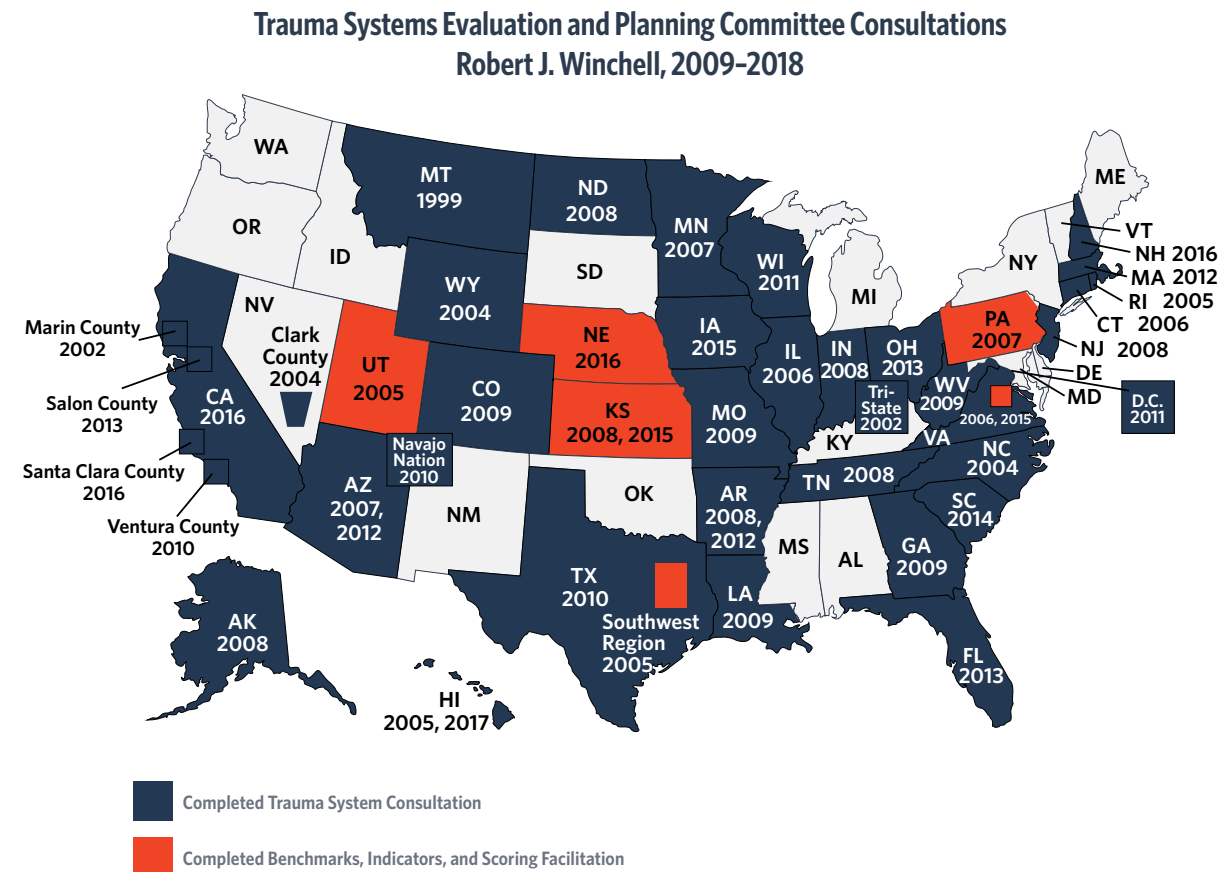 Trauma Systems Evaluation and Planning Committee Consultations
Robert J. Winchell, 2009–2018
WA
OR
ID
MT
1999
ND
2008
MN
2007
SD
WY
2004
WI
2011
MI
NY
ME
VT
NH 2016
MA 2012
RI 2005
CT 2006
NJ 2008
DE
MD
D.C.
2011
PA
2007
NV
Clark
County
2004
UT
2005
NE
2016
IA
2015
IL
2006
IN
2008
OH
2013
Tri-
State
2002
WV
2009
2006, 2015
VA
Marin County
2002
Salon County
2013
Santa Clara County
2016
Ventura County
2010
CA
2016
CO
2009
KS
2008, 2015
MO
2009
KY
TN 2008
NC
2004
SC
2014
Navajo
Nation
2010
AZ
2007,
2012
NM
OK
AR
2008,
2012
MS
AL
GA
2009
TX
2010
Southwest
Region
2005
LA
2009
FL
2013
AK
2008
HI
2005, 2017
Completed Trauma System Consultation
Completed Benchmarks, Indicators, and Scoring Facilitation